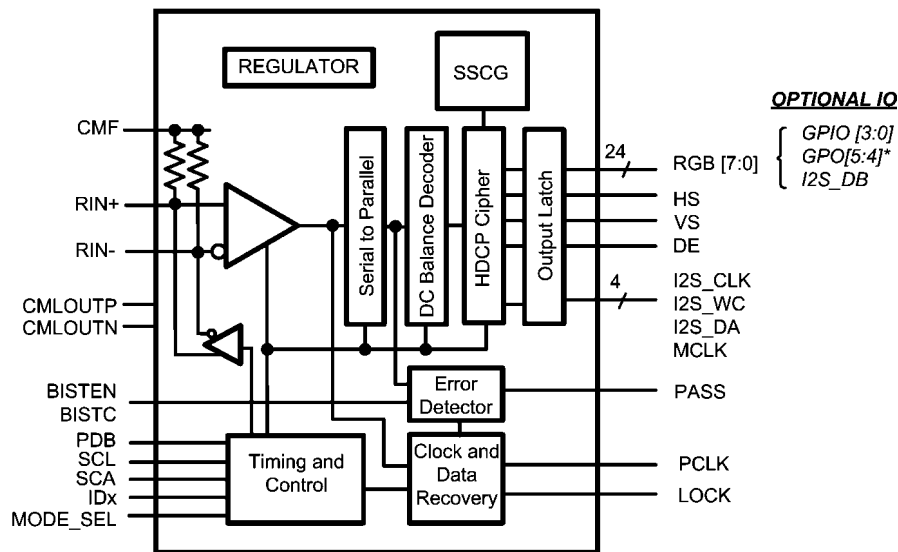 REGULATOR
SSCG
OPTIONAL IO
CMF
RIN+
RIN-
CMLOUTP
CMLOUTN
BISTEN
BISTC
PDB
SCL
SCA
IDx
MODE_SEL
Serial to Parallel
DC Balance Decoder
HDCP Cipher
Output Latch
Error
Detector
Timing and
Control
Clock and
Data
Recovery
24
RGB [7:0]
GPIO [3:0]
GPO[5:4]*
I2S_DB
HS
VS
DE
4
I2S_CLK
I2S_WC
I2S_DA
MCLK
PASS
PCLK
LOCK